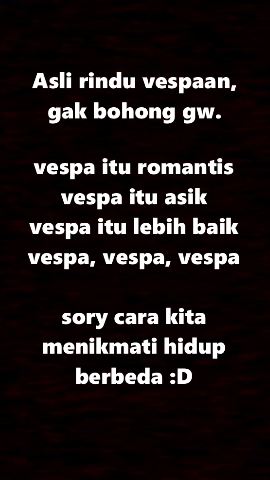 Asli rindu vespaan,
gak bohong gw.
vespa itu romantis
vespa itu asik
vespa itu lebih baik
vespa, vespa, vespa
sory cara kita
menikmati hidup
berbeda :D